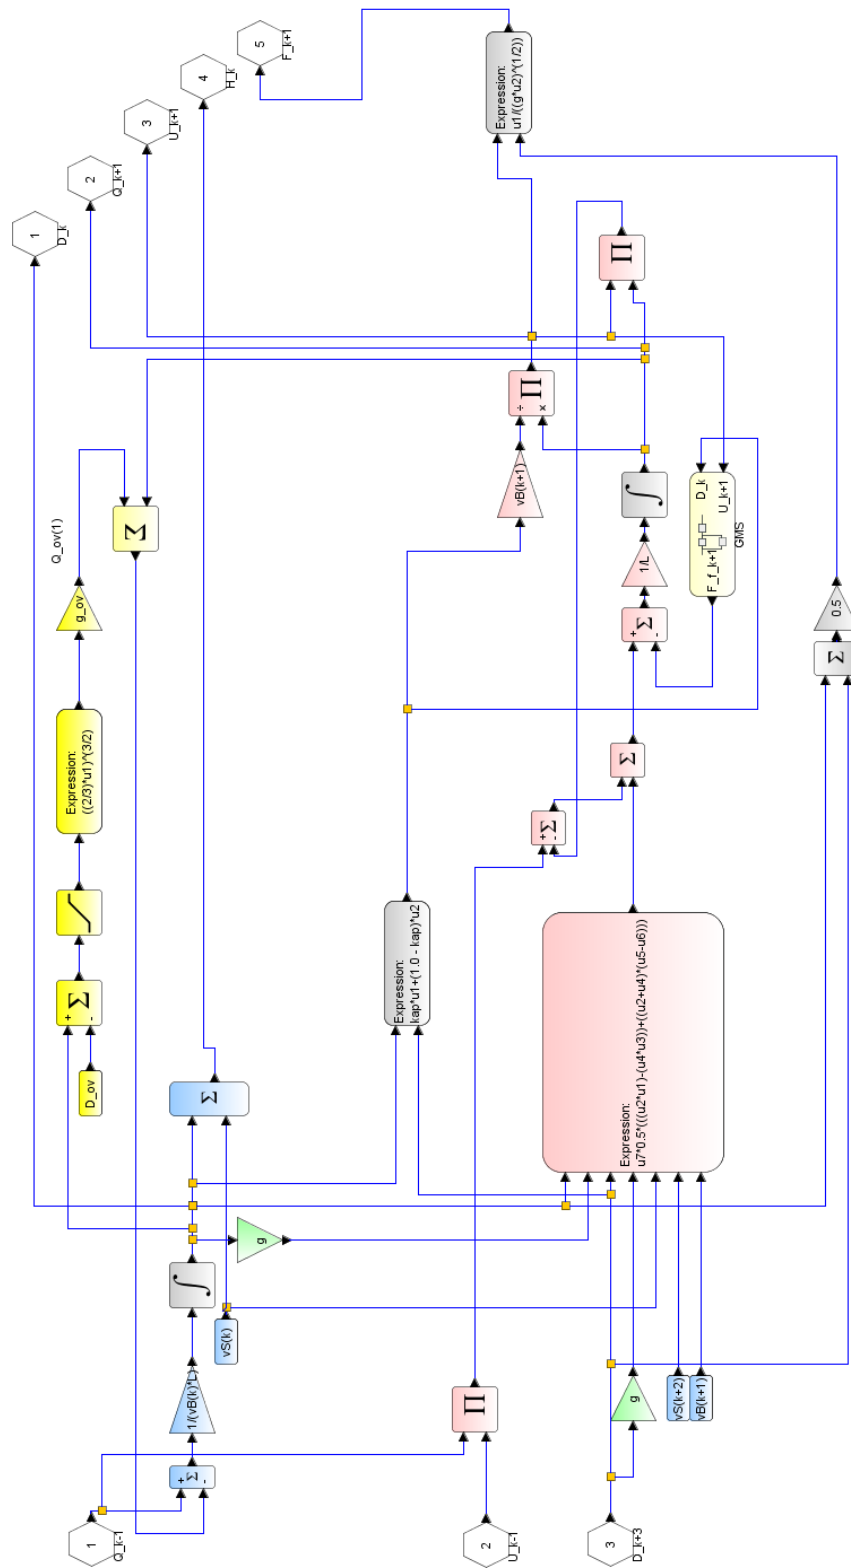 5
F_k+1
4
H_k
3
U_k+1
2
Q_k+1
1
D_k
Expression:
u1/((g*u2)^(1/2))
Π
÷
Π
×
vB(k+1)
∫
1/L
+
Σ
-
D_k
U_k+1
F_f_k+1
GMS
0.5
Σ
Q_ov(1)
Σ
g_ov
Expression:
((2/3)*u1)^(3/2)
+
Σ
-
D_ov
Σ
+
-
Σ
Expression:
kap*u1+(1.0 - kap)*u2
Expression:
u7*0.5*(((u2*u1)-(u4*u3))+((u2+u4)*(u5-u6)))
Σ
g
∫
vS(k)
1/(vB(k)*L)
+
Σ
-
Π
g
vS(k+2)
vB(k+1)
1
Q_k-1
2
U_k-1
3
D_k+3